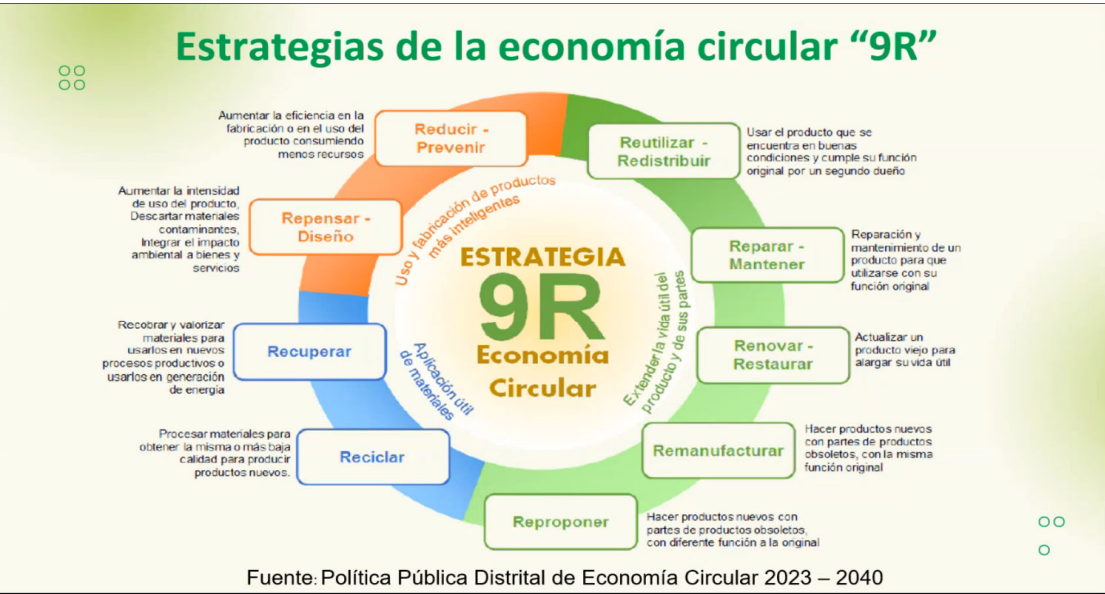 Estrategias de la economía circular “9R”
Aumentar la eficiencia en la
fabricación o en el uso del
producto consumiendo
menos recursos
Reducir -
Prevenir
Reutilizar -
Redistribuir
Usar el producto que se
encuentra en buenas
condiciones y cumple su función
original por un segundo dueño
Aumentar la intensidad
de uso del producto,
Descartar materiales
contaminantes,
Integrar el impacto
ambiental a bienes y
servicios
Repensar -
Diseño
Uso y fabricación de productos
más inteligentes
ESTRATEGIA
9R
Economía
Circular
Reparar -
Mantener
Reparación y
mantenimiento de un
producto para que
utilizarse con su
función original
Extender la vida útil del
producto y de sus partes
Recobrar y valorizar
materiales para
usarlos en nuevos
procesos productivos o
usarlos en generación
de energía
Recuperar
Aplicación útil
de materiales
Renovar -
Restaurar
Actualizar un
producto viejo para
alargar su vida útil
Procesar materiales para
obtener la misma o más baja
calidad para producir
productos nuevos.
Reciclar
Remanufacturar
Hacer productos nuevos
con partes de productos
obsoletos, con la misma
función original
Reproponer
Hacer productos nuevos con
partes de productos obsoletos,
con diferente función a la original
Fuente: Política Pública Distrital de Economía Circular 2023 – 2040